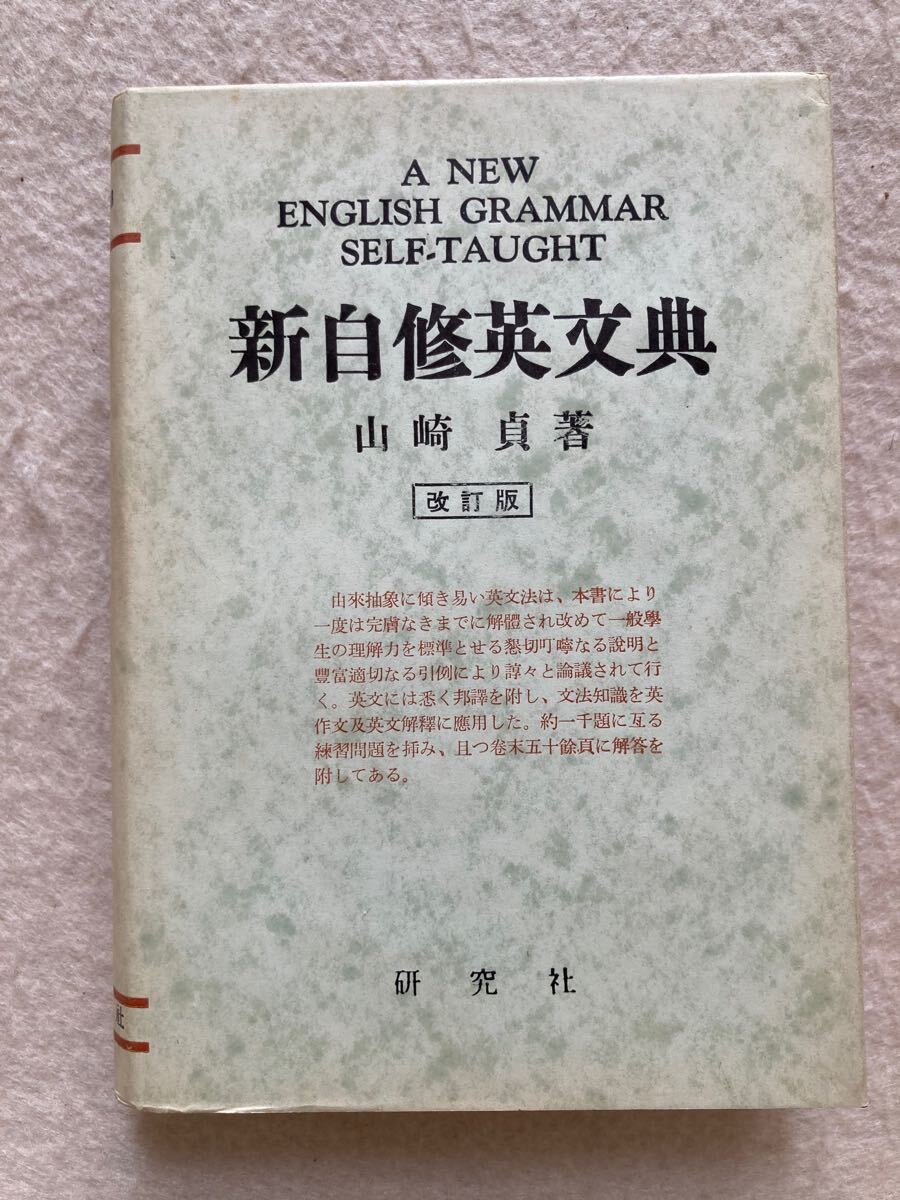 A NEW
ENGLISH GRAMMAR
SELF-TAUGHT
新自修英文典
山崎 貞著
改訂版
由來抽象に傾き易い英文法は、本書により
一度は完膚なきまでに解體され改めて一般學
生の理解力を標準とせる懇切叮嚀なる說明と
豐富適切なる引例により諄々と論議されて行
く。英文には悉く邦譯を附し、文法知識を英
作文及英文解釋に應用した。約一千題に亙る
練習問題を挿み、且つ卷末五十餘頁に解答を
附してある。
研究社
社